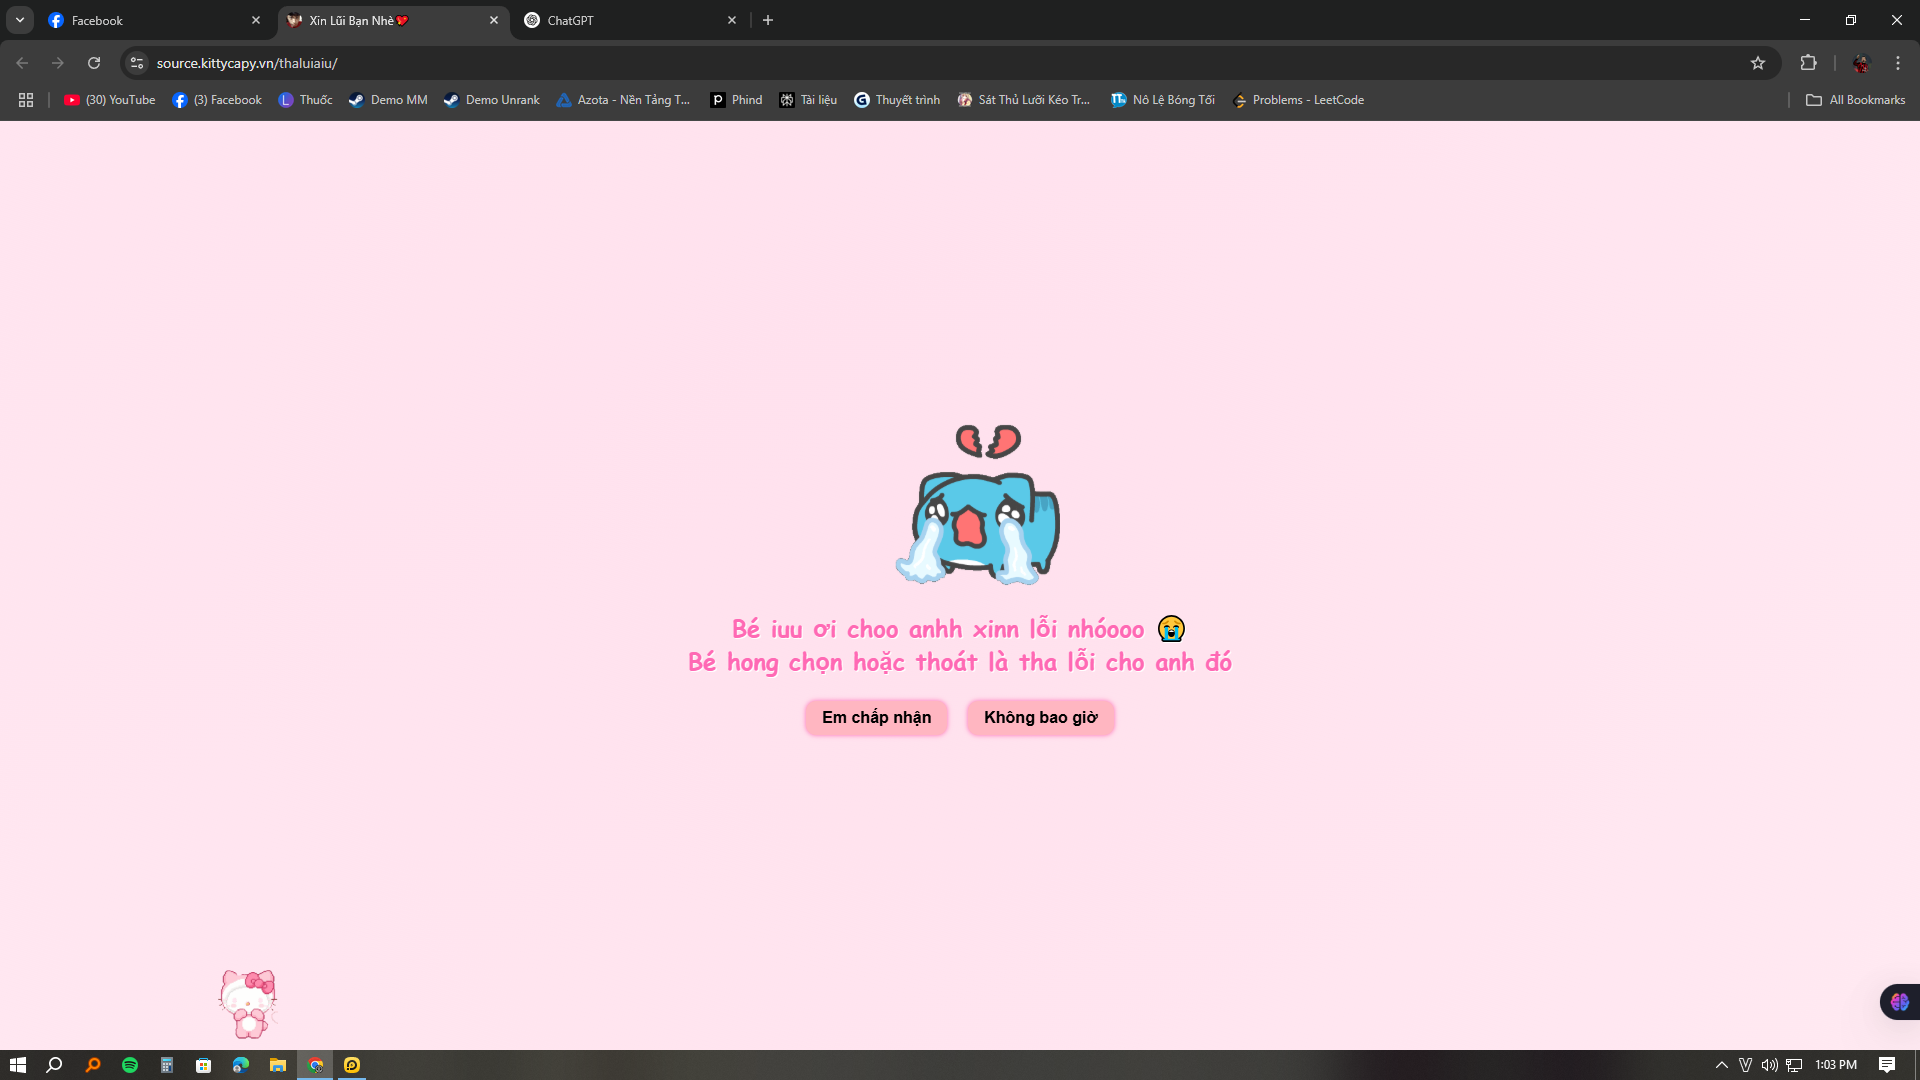 Facebook
Xin Lũi Bạn Nhè
ChatGPT
source.kittycapy.vn/thaluiaiu/
(30) YouTube
(3) Facebook
L Thuốc
Demo MM
Demo Unrank
Azota - Nền Tảng T...
Phind
Tài liệu
Thuyết trình
Sát Thủ Lưỡi Kéo Tr...
Nô Lệ Bóng Tối
Problems - LeetCode
All Bookmarks
Bé iuu ơi choo anhh xinn lỗi nhóooo 😭
Bé hong chọn hoặc thoát là tha lỗi cho anh đó
Em chấp nhận
Không bao giờ
1:03 PM